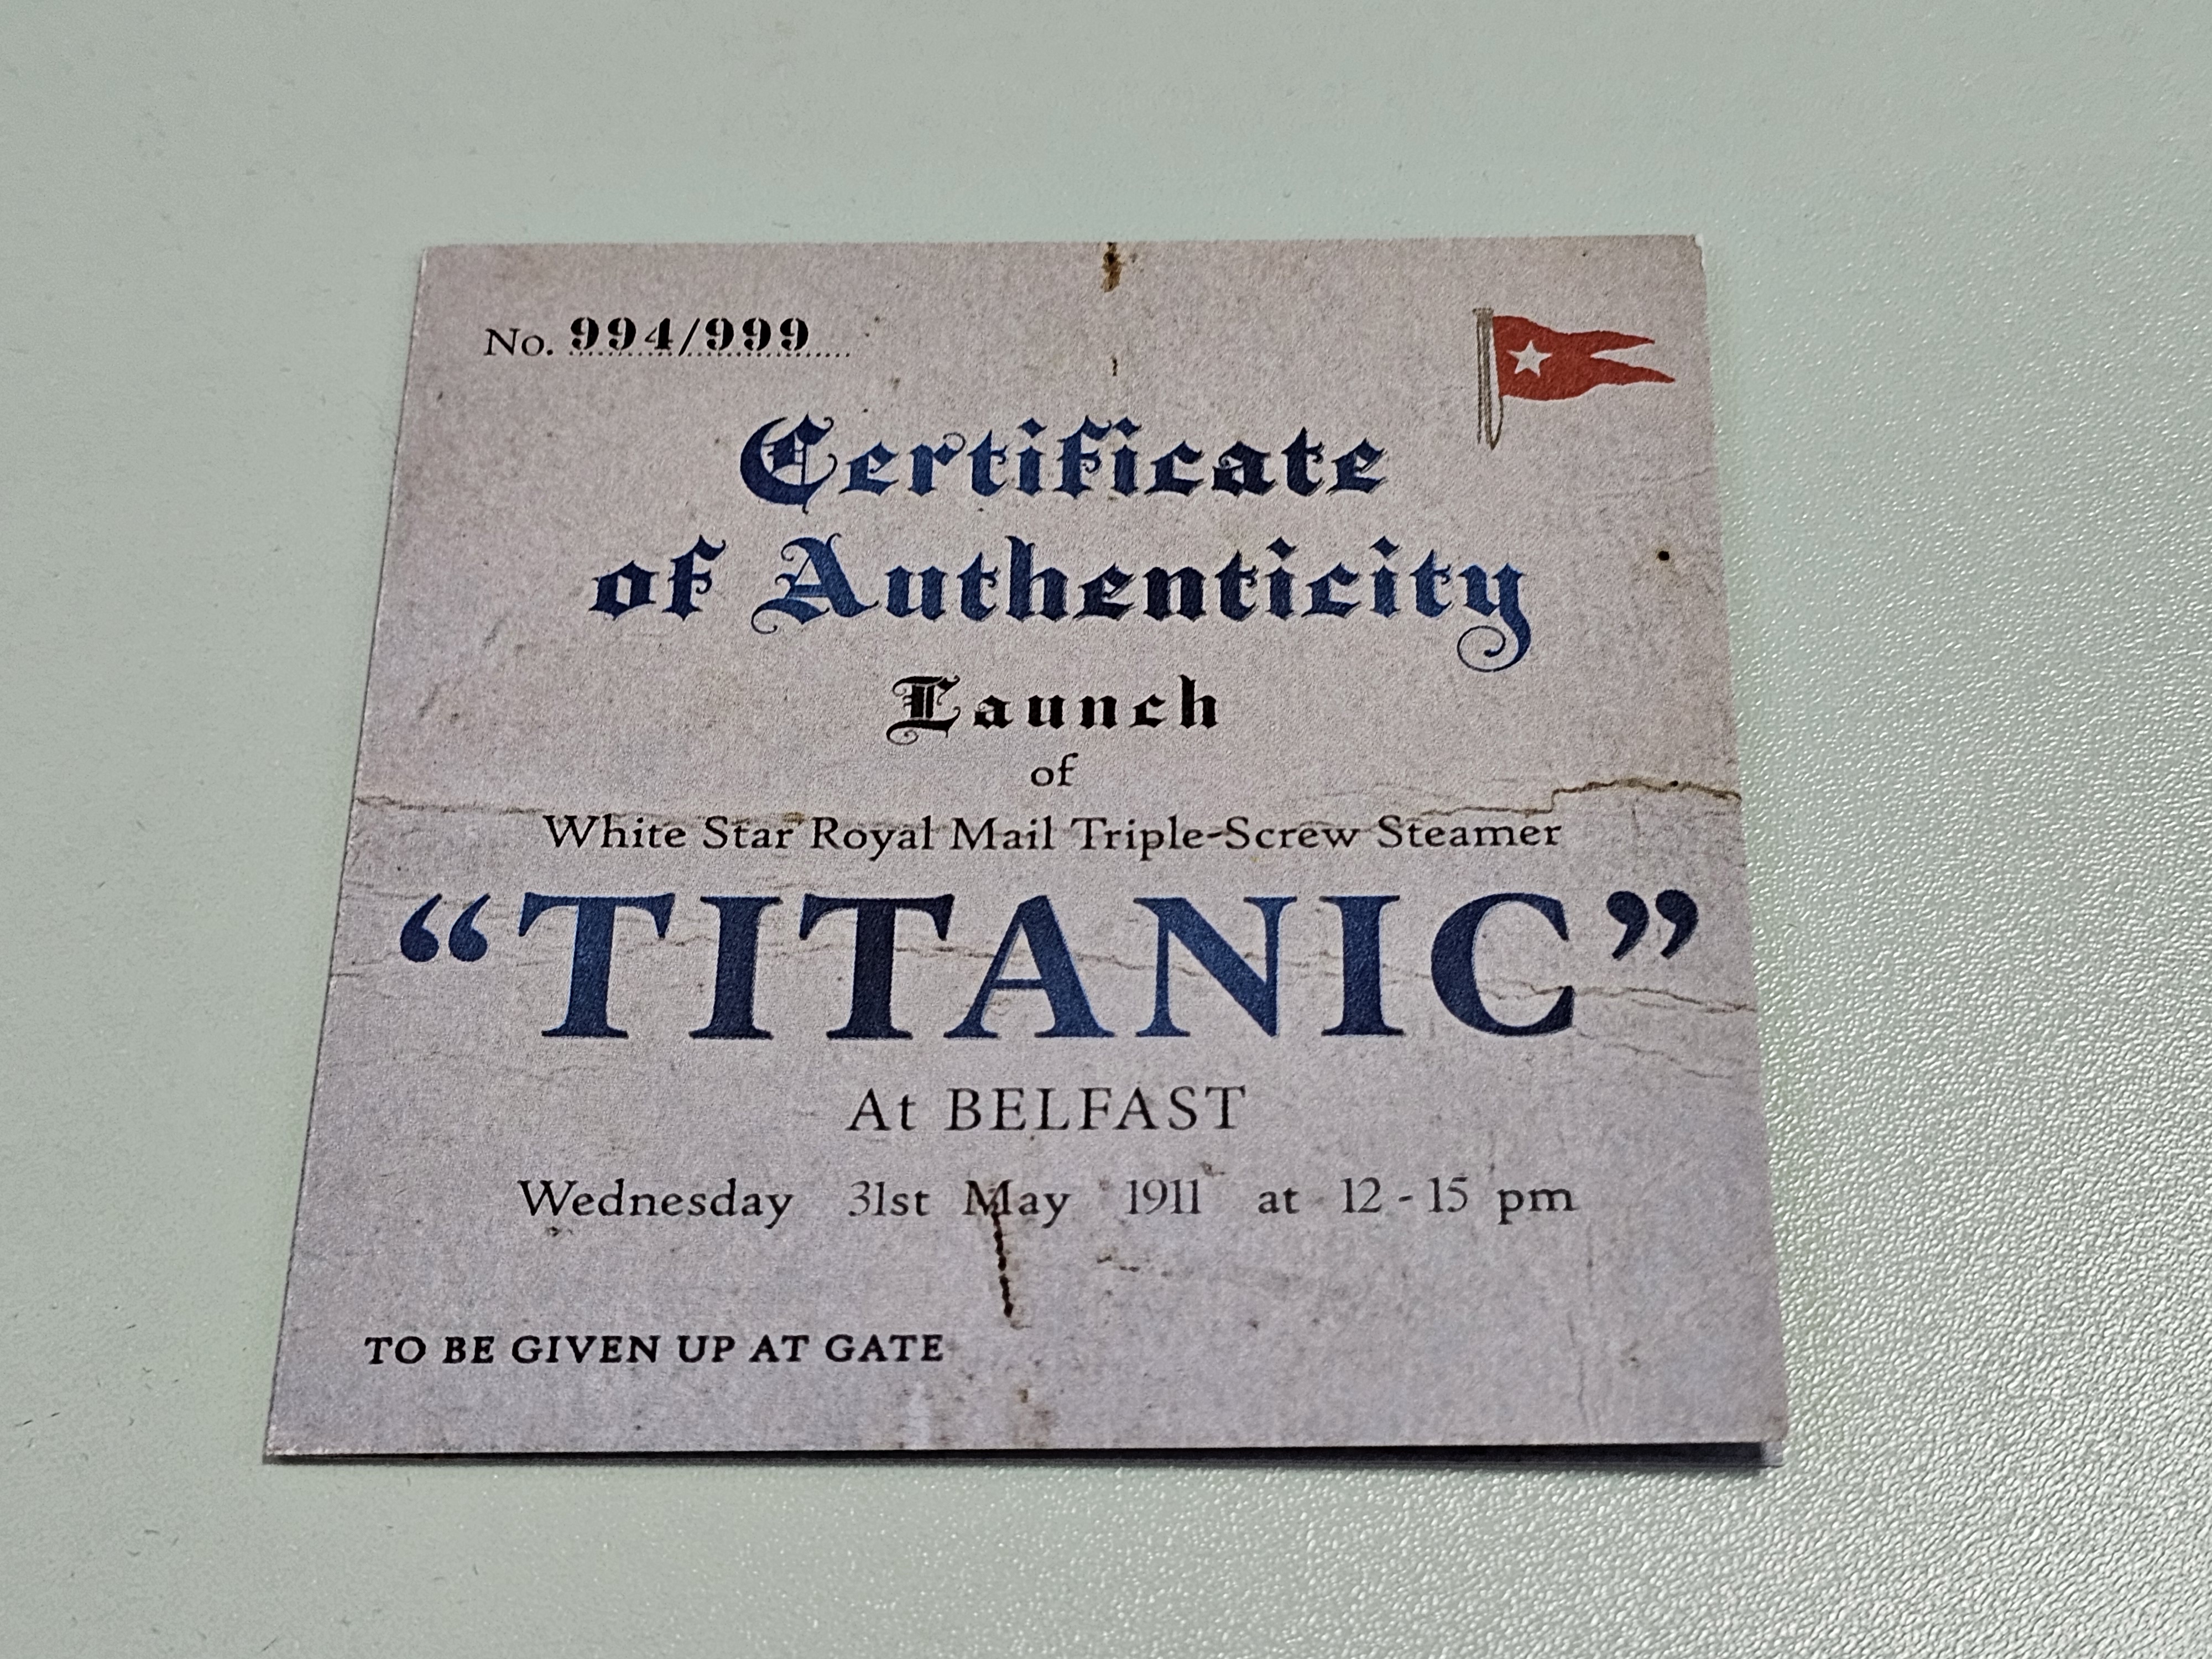 No. 994/999
Certificate
of Authenticity
Launch
of
White Star Royal Mail Triple-Screw Steamer
“TITANIC”
At BELFAST
Wednesday 31st May 1911 at 12 - 15 pm
TO BE GIVEN UP AT GATE